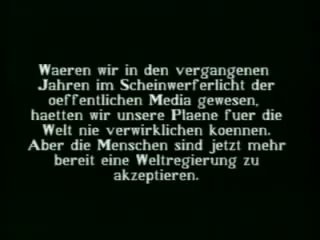 Waeren wir in den vergangenen
Jahren im Scheinwerferlicht der
oeffentlichen Media gewesen,
haetten wir unsere Plaene fuer die
Welt nie verwirklichen koennen.
Aber die Menschen sind jetzt mehr
bereit eine Weltregierung zu
akzeptieren.